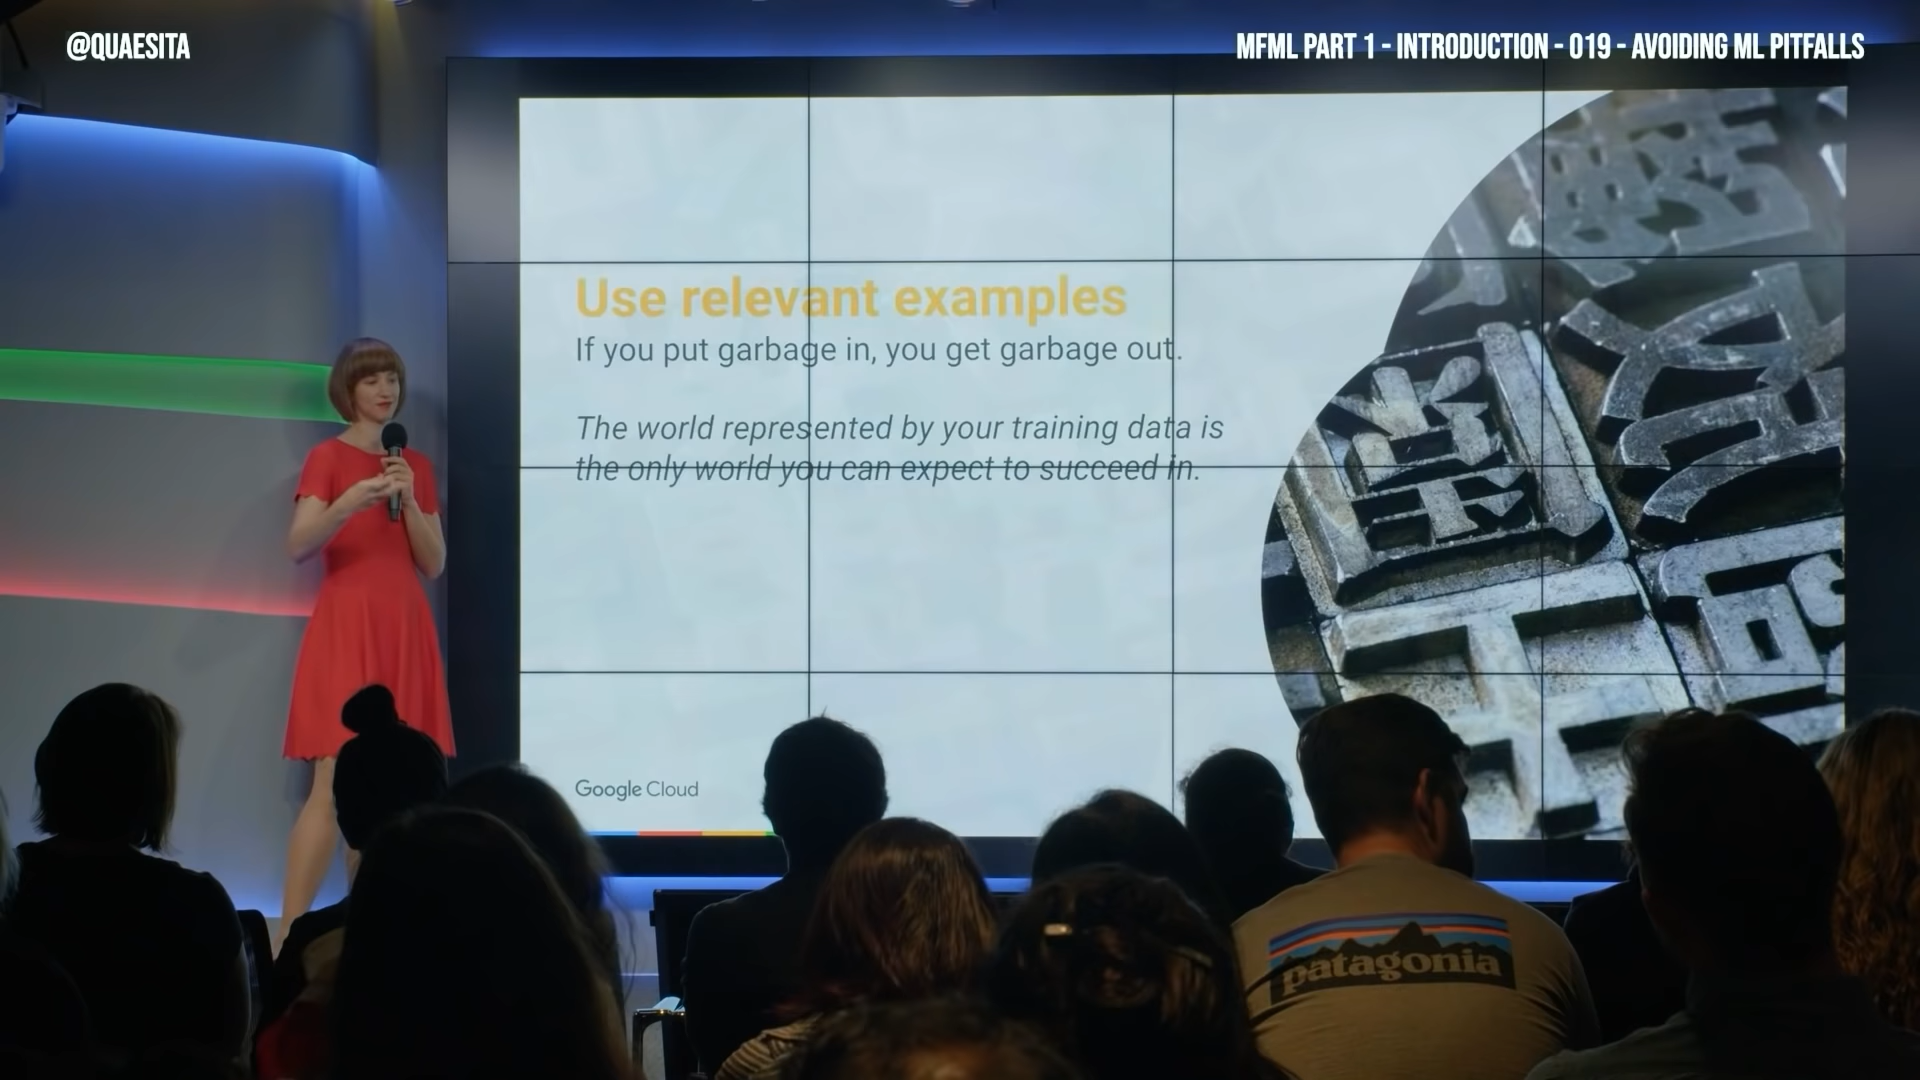 @QUAESITA
MFML PART 1 - INTRODUCTION - 019 - AVOIDING ML PITFALLS
Use relevant examples
If you put garbage in, you get garbage out.
The world represented by your training data is
the only world you can expect to succeed in.
Google Cloud
patagonia